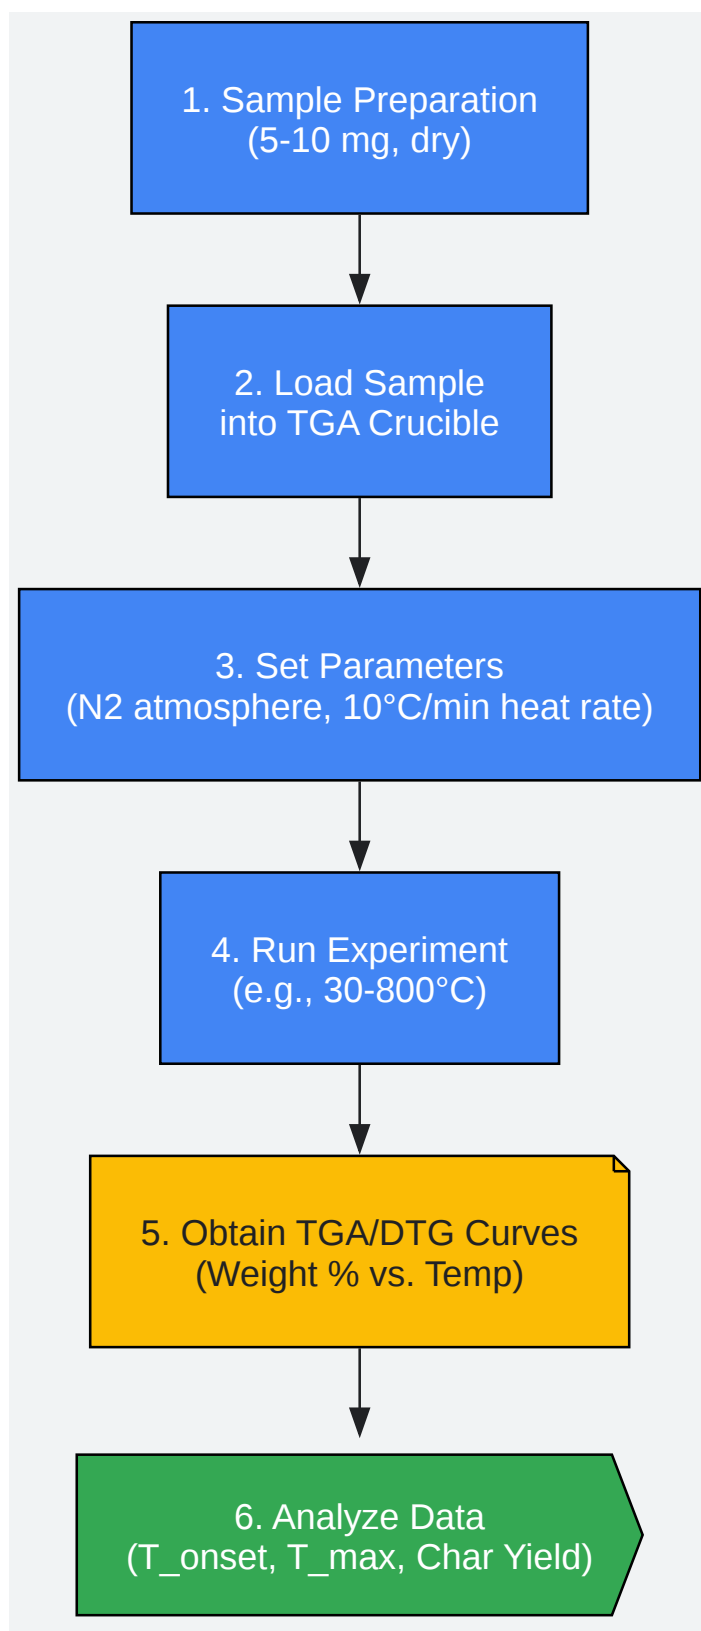 1. Sample Preparation
(5-10 mg, dry)
2. Load Sample
into TGA Crucible
3. Set Parameters
(N2 atmosphere, 10°C/min heat rate)
4. Run Experiment
(e.g., 30-800°C)
5. Obtain TGA/DTG Curves
(Weight % vs. Temp)
6. Analyze Data
(T_onset, T_max, Char Yield)